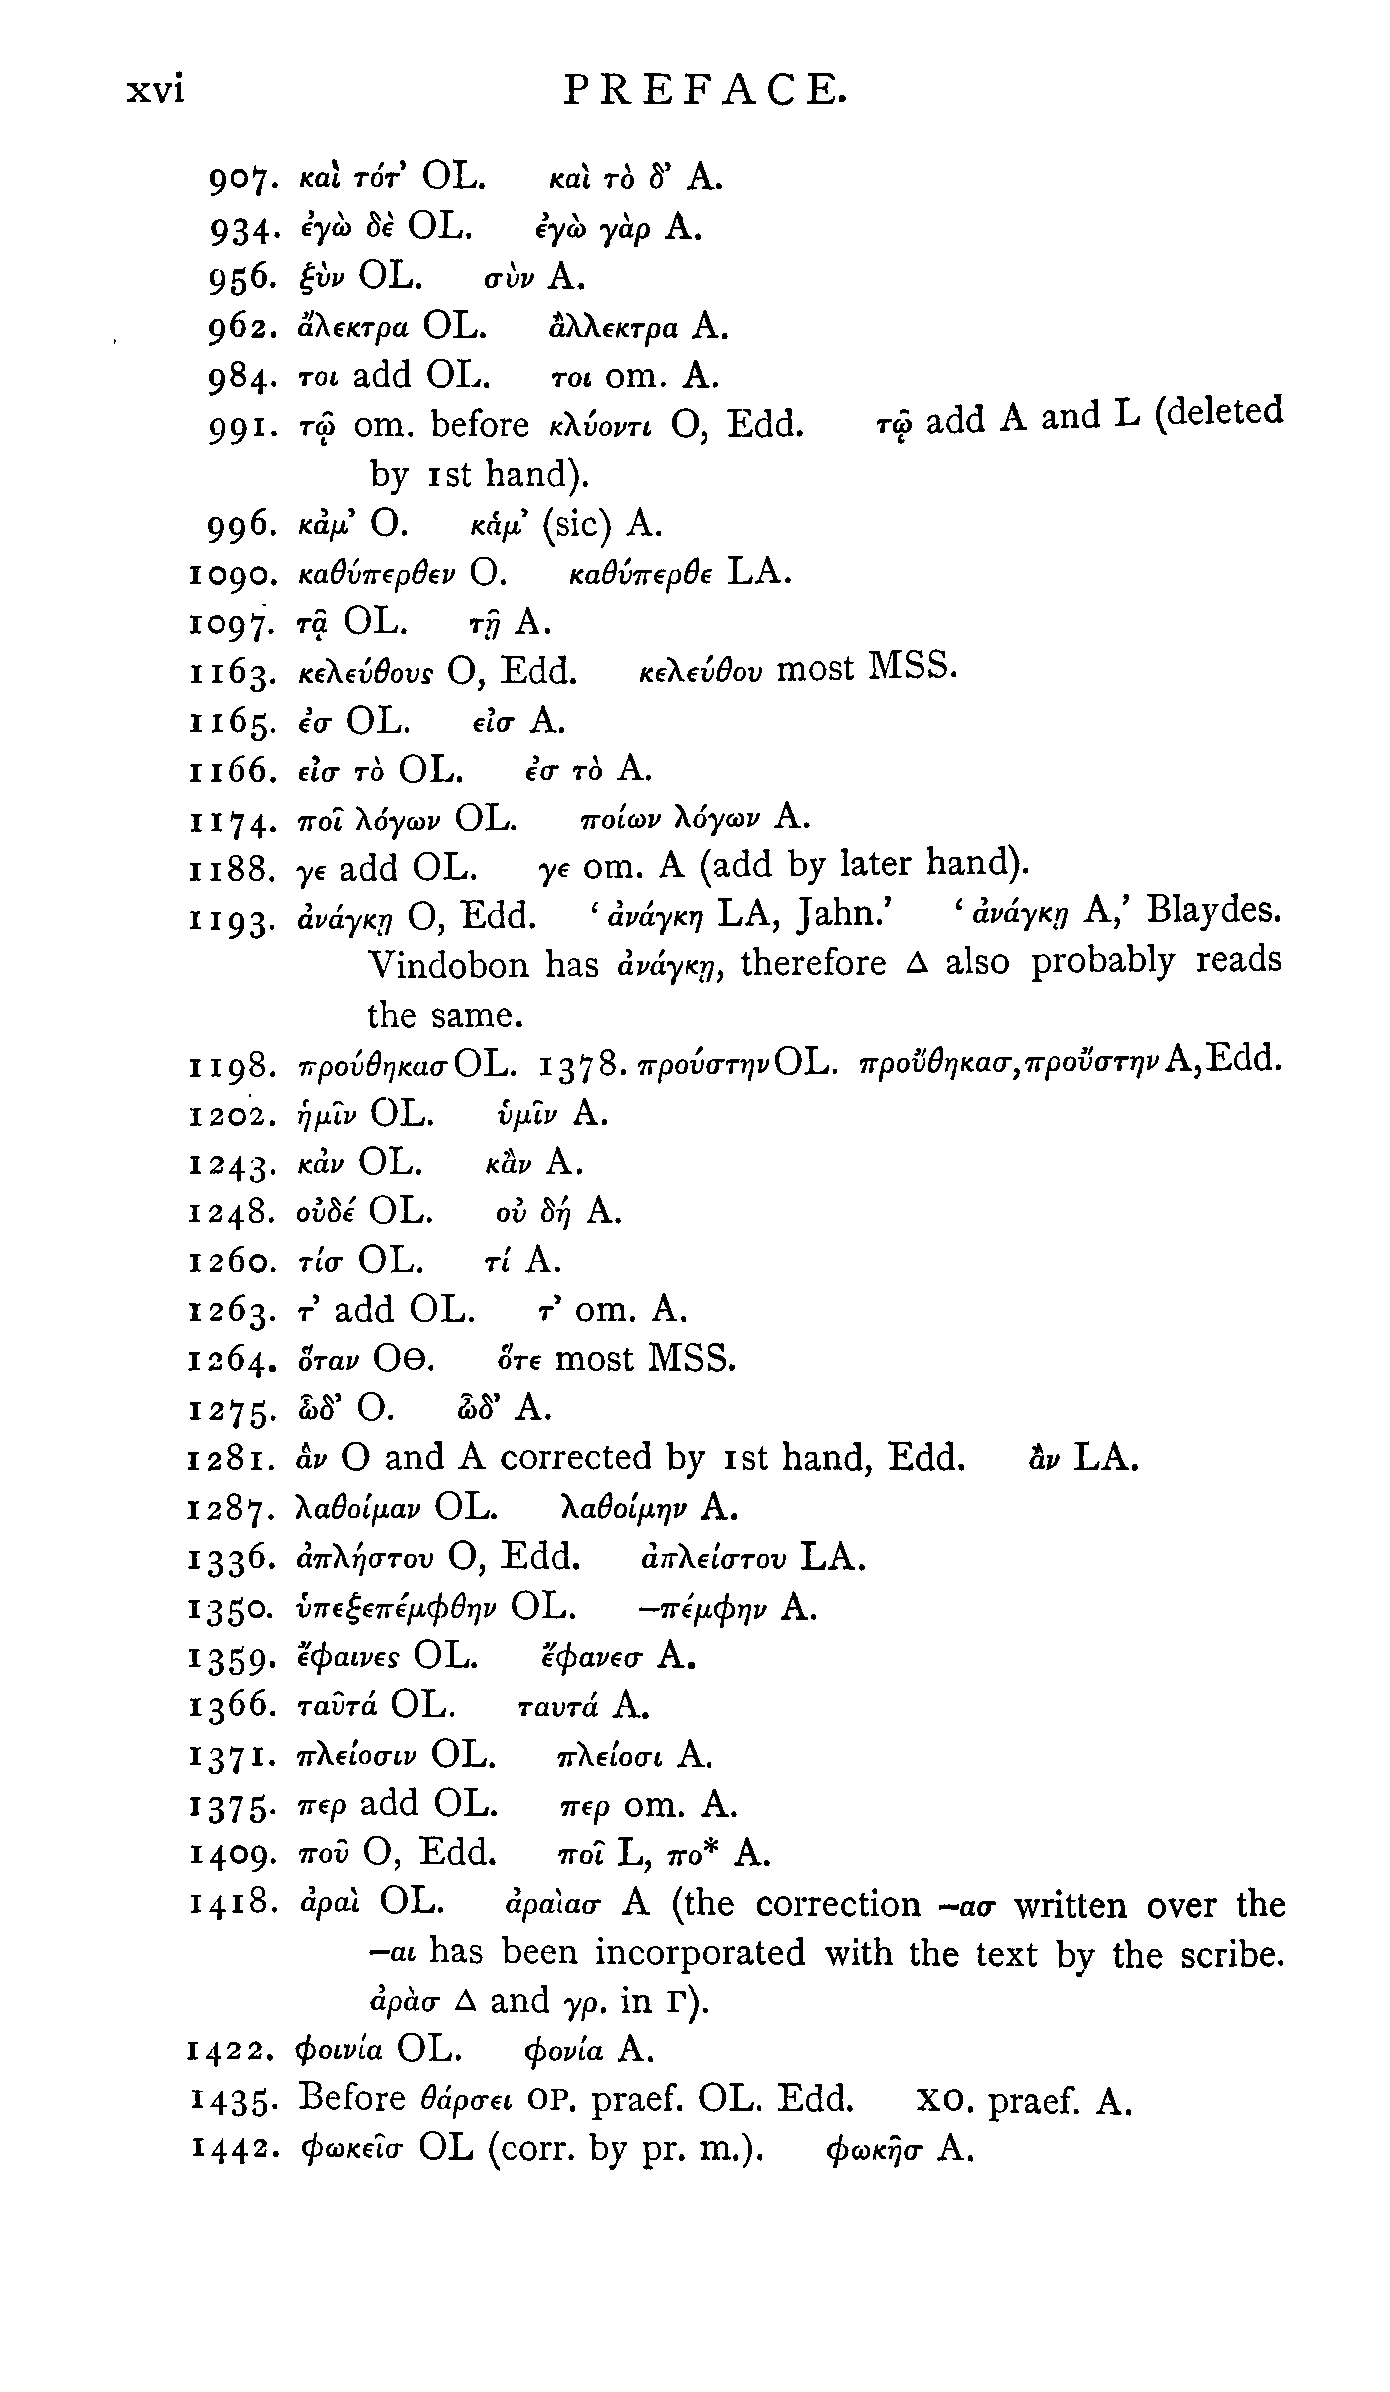 xvi PREFACE.
907. καὶ τότ’ OL. καὶ τὸ δ’ A.
934. ἐγὼ δὲ OL. ἐγὼ γὰρ A.
956. ξὺν OL. σὺν A.
962. ἄλεκτρα OL. ἂλλεκτρα A.
984. τοι add OL. τοι om. A.
991. τῷ om. before κλύοντι O, Edd. τῷ add A and L (deleted
by 1st hand).
996. κἀμ’ O. κἁμ’ (sic) A.
1090. καθύπερθεν O. καθύπερθε LA.
1097. τᾷ OL. τῇ A.
1163. κελεύθους O, Edd. κελεύθου most MSS.
1165. ἐσ OL. εἰσ A.
1166. εἰσ τὸ OL. ἐσ τὸ A.
1174. ποῖ λόγων OL. ποίων λόγων A.
1188. γε add OL. γε om. A (add by later hand).
1193. ἀνάγκῃ O, Edd. ‘ἀνάγκη LA, Jahn.’ ‘ἀνάγκῃ A,’ Blaydes.
Vindobon has ἀνάγκῃ, therefore Δ also probably reads
the same.
1198. προύθηκασ OL. 1378. προύστην OL. προὔθηκασ, προὔστην A, Edd.
1202. ἡμῖν OL. ὑμῖν A.
1243. κἀν OL. κἂν A.
1248. οὐδέ OL. οὐ δή A.
1260. τίσ OL. τί A.
1263. τ’ add OL. τ’ om. A.
1264. ὅταν OΘ. ὅτε most MSS.
1275. ὧδ’ O. ὦδ’ A.
1281. ἃν O and A corrected by 1st hand, Edd. ἂν LA.
1287. λαθοίμαν OL. λαθοίμην A.
1336. ἀπλήστου O, Edd. ἀπλείστου LA.
1350. ὑπεξεπέμφθην OL. —πέμφην A.
1359. ἔφαινες OL. ἔφανεσ A.
1366. ταῦτά OL. ταυτά A.
1371. πλείοσιν OL. πλείοσι A.
1375. περ add OL. περ om. A.
1409. ποῦ O, Edd. ποῖ L, πο* A.
1418. ἀραὶ OL. ἀραὶασ A (the correction —ασ written over the
—αι has been incorporated with the text by the scribe.
ἀρὰσ Δ and γρ. in Γ).
1422. φοινία OL. φονία A.
1435. Before θάρσει ΟΡ. praef. OL. Edd. ΧΟ. praef. A.
1442. φωκεῖσ OL (corr. by pr. m.). φωκῆσ A.